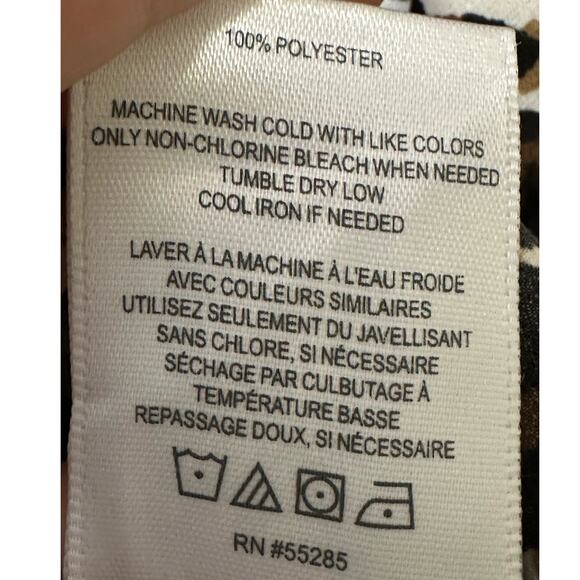 100% POLYESTER
MACHINE WASH COLD WITH LIKE COLORS
ONLY NON-CHLORINE BLEACH WHEN NEEDED
TUMBLE DRY LOW
COOL IRON IF NEEDED
LAVER À LA MACHINE À L'EAU FROIDE
AVEC COULEURS SIMILAIRES
UTILISEZ SEULEMENT DU JAVELLISANT
SANS CHLORE, SI NÉCESSAIRE
SÉCHAGE PAR CULBUTAGE À
TEMPÉRATURE BASSE
REPASSAGE DOUX, SI NÉCESSAIRE
RN #55285